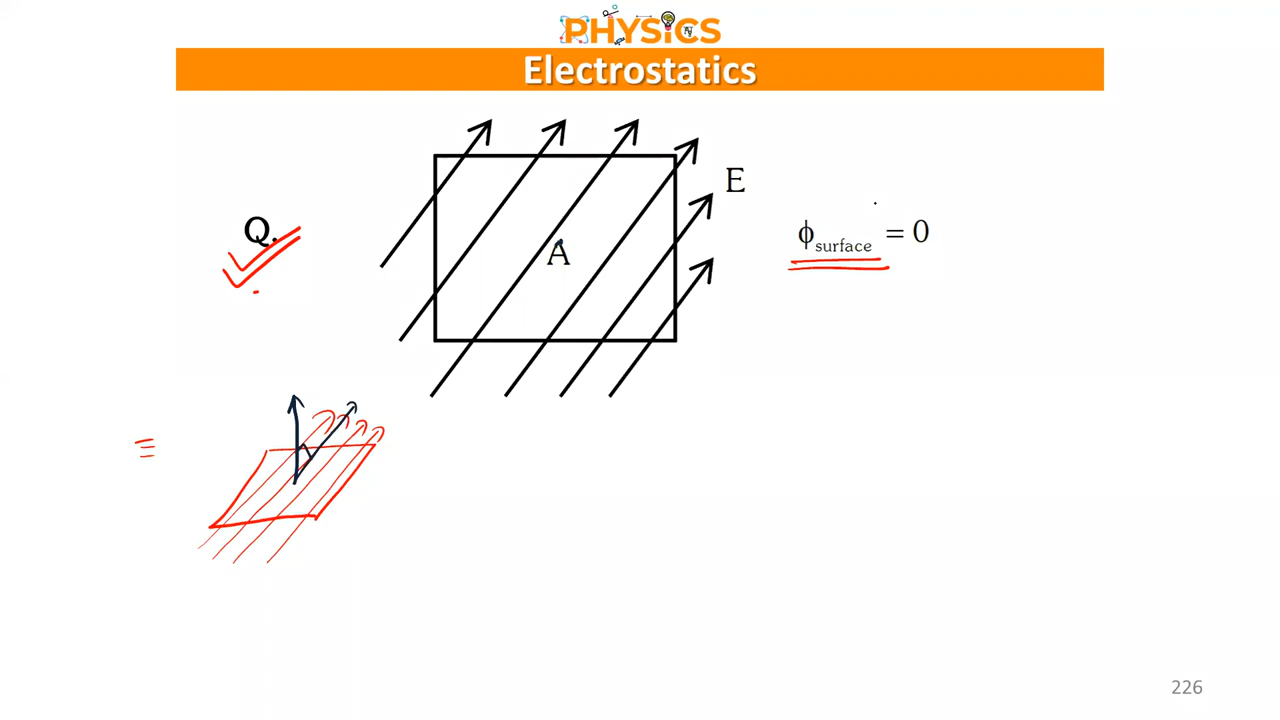 PHYSICS
Electrostatics
E
Q.
A
ϕsurface = 0
≡
226